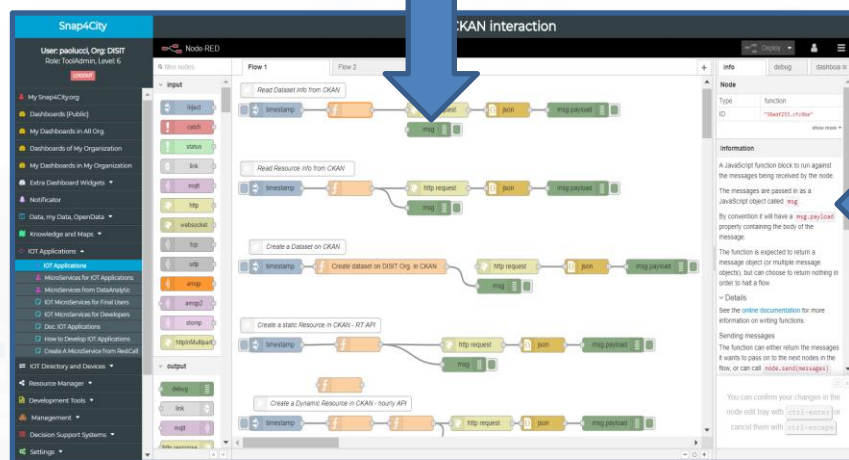 Snap4City
CKAN interaction
User: paolucci, Org: DISIT
Role: ToolAdmin, Level: 6
LOGOUT
My Snap4City.org
Dashboards (Public)
My Dashboards in All Org.
Dashboards of My Organization
My Dashboards in My Organization
Extra Dashboard Widgets
Notificator
Data, my Data, OpenData
Knowledge and Maps
IOT Applications
IOT Applications
MicroServices for IOT Applications
MicroServices from DataAnalytic
IOT MicroServices for Final Users
IOT MicroServices for Developers
Doc: IOT Applications
How to Develop IOT Applications
Create A MicroService from RestCall
IOT Directory and Devices
Resource Manager
Development Tools
Management
Decision Support Systems
Settings
Node-RED
Deploy
filter nodes
input
inject
catch
status
link
mqtt
http
websocket
tcp
udp
amqp
amqp2
stomp
httpInMultipart
output
debug
link
mqtt
http response
Flow 1
Flow 2
Read Dataset Info from CKAN
timestamp
http request
json
msg.payload
msg
Read Resource info from CKAN
timestamp
http request
json
msg.payload
msg
Create a Dataset on CKAN
timestamp
Create dataset on DISIT Org. in CKAN
http request
json
msg.payload
msg
Create a static Resource in CKAN - RT API
timestamp
http request
json
msg.payload
msg
Create a Dynamic Resource in CKAN - hourly API
timestamp
http request
json
msg.payload
info
debug
dashboard
Node
Type
function
ID
show more
Information
A JavaScript function block to run against
the messages being received by the node.
The messages are passed in as a
JavaScript object called msg.
By convention it will have a msg.payload
property containing the body of the
message.
The function is expected to return a
message object (or multiple message
objects), but can choose to return nothing in
order to halt a flow.
Details
See the online documentation for more
information on writing functions.
Sending messages
The function can either return the messages
it wants to pass on to the next nodes in the
flow, or can call node.send(messages)
You can confirm your changes in the
node edit tray with ctrl-enter or
cancel them with ctrl-escape